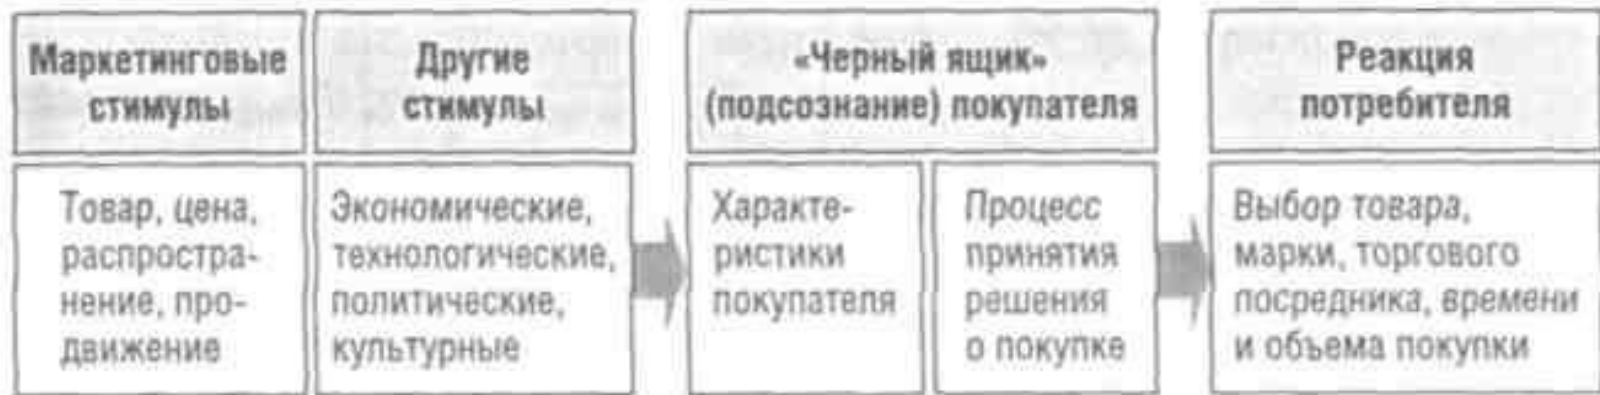 Маркетинговые
стимулы
Другие
стимулы
«Черный ящик»
(подсознание) покупателя
Реакция
потребителя
Товар, цена,
распростра-
нение, про-
движение
Экономические,
технологические,
политические,
культурные
Характе-
ристики
покупателя
Процесс
принятия
решения
о покупке
Выбор товара,
марки, торгового
посредника, времени
и объема покупки